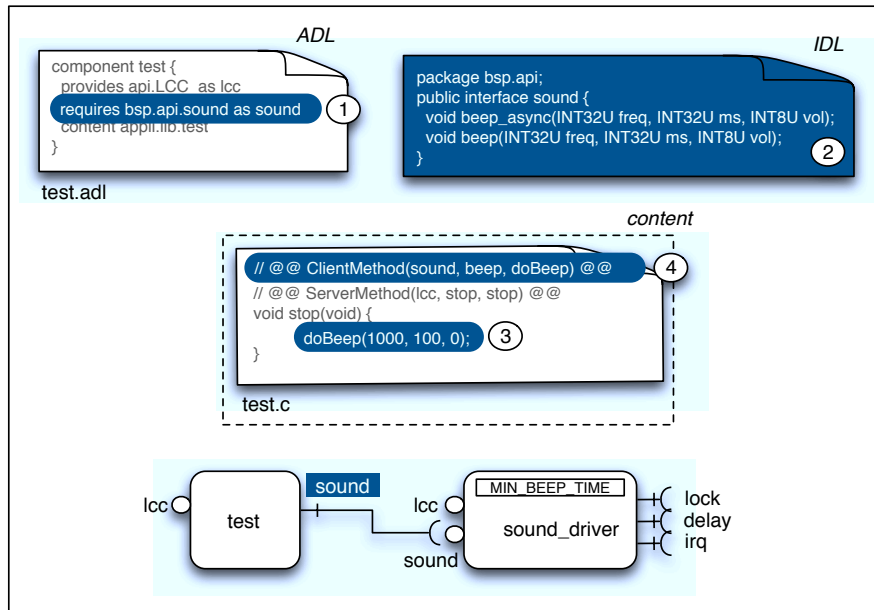 ADL
component test {
provides api.LCC as lcc
requires bsp.api.sound as sound
1
content appli.lib.test
}
test.adl
IDL
package bsp.api;
public interface sound {
void beep_async(INT32U freq, INT32U ms, INT8U vol);
void beep(INT32U freq, INT32U ms, INT8U vol);
}
2
content
// @@ ClientMethod(sound, beep, doBeep) @@
4
// @@ ServerMethod(lcc, stop, stop) @@
void stop(void) {
doBeep(1000, 100, 0);
3
}
test.c
lcc
test
sound
lcc
sound
MIN_BEEP_TIME
sound_driver
lock
delay
irq